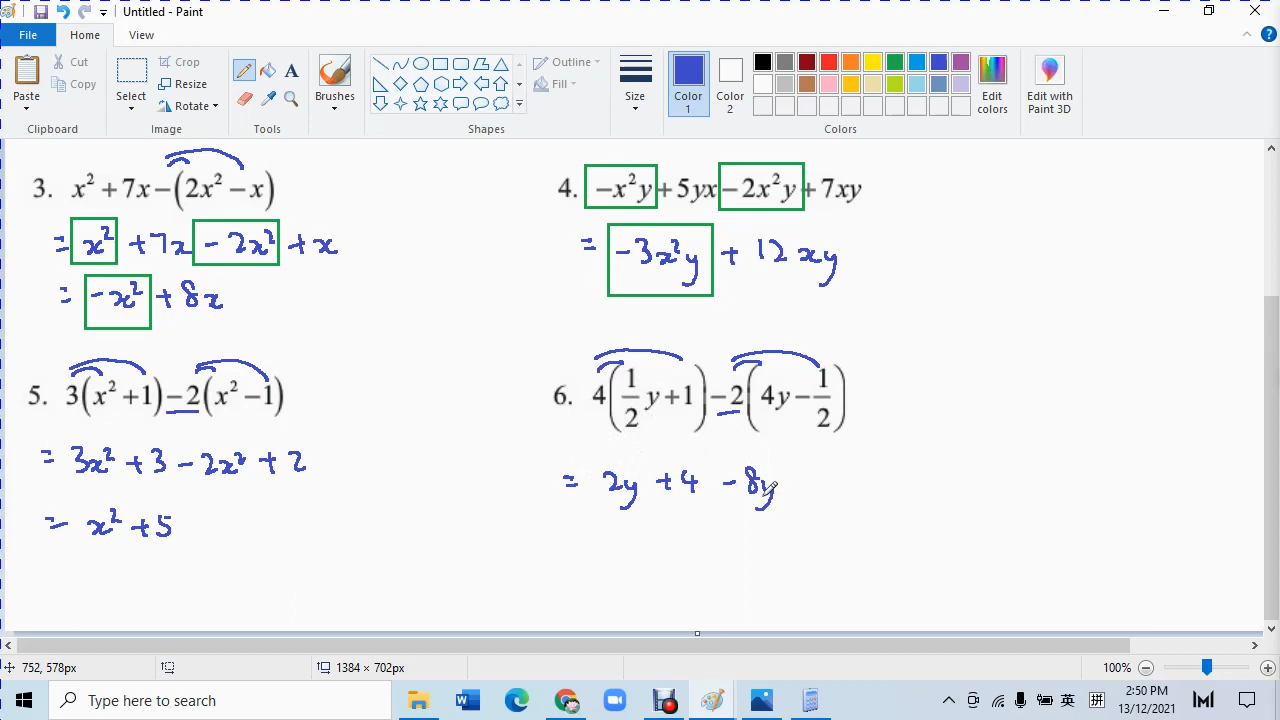 Untitled - Paint
File Home View
Paste Cut Copy Clipboard
Select Crop Resize Rotate Image
Tools
Brushes
Outline Fill Shapes
Size
Color 1 Color 2 Edit colors Colors
Edit with Paint 3D
3. x² + 7x − (2x² − x)
= x² + 7x − 2x² + x
= −x² + 8x
4. −x²y + 5yx − 2x²y + 7xy
= −3x²y + 12xy
5. 3(x² + 1) − 2(x² − 1)
= 3x² + 3 − 2x² + 2
= x² + 5
6. 4(1/2 y + 1) − 2(4y − 1/2)
= 2y + 4 − 8y
752, 578px 1384 × 702px 100%
Type here to search
英 拼 2:50 PM
13/12/2021